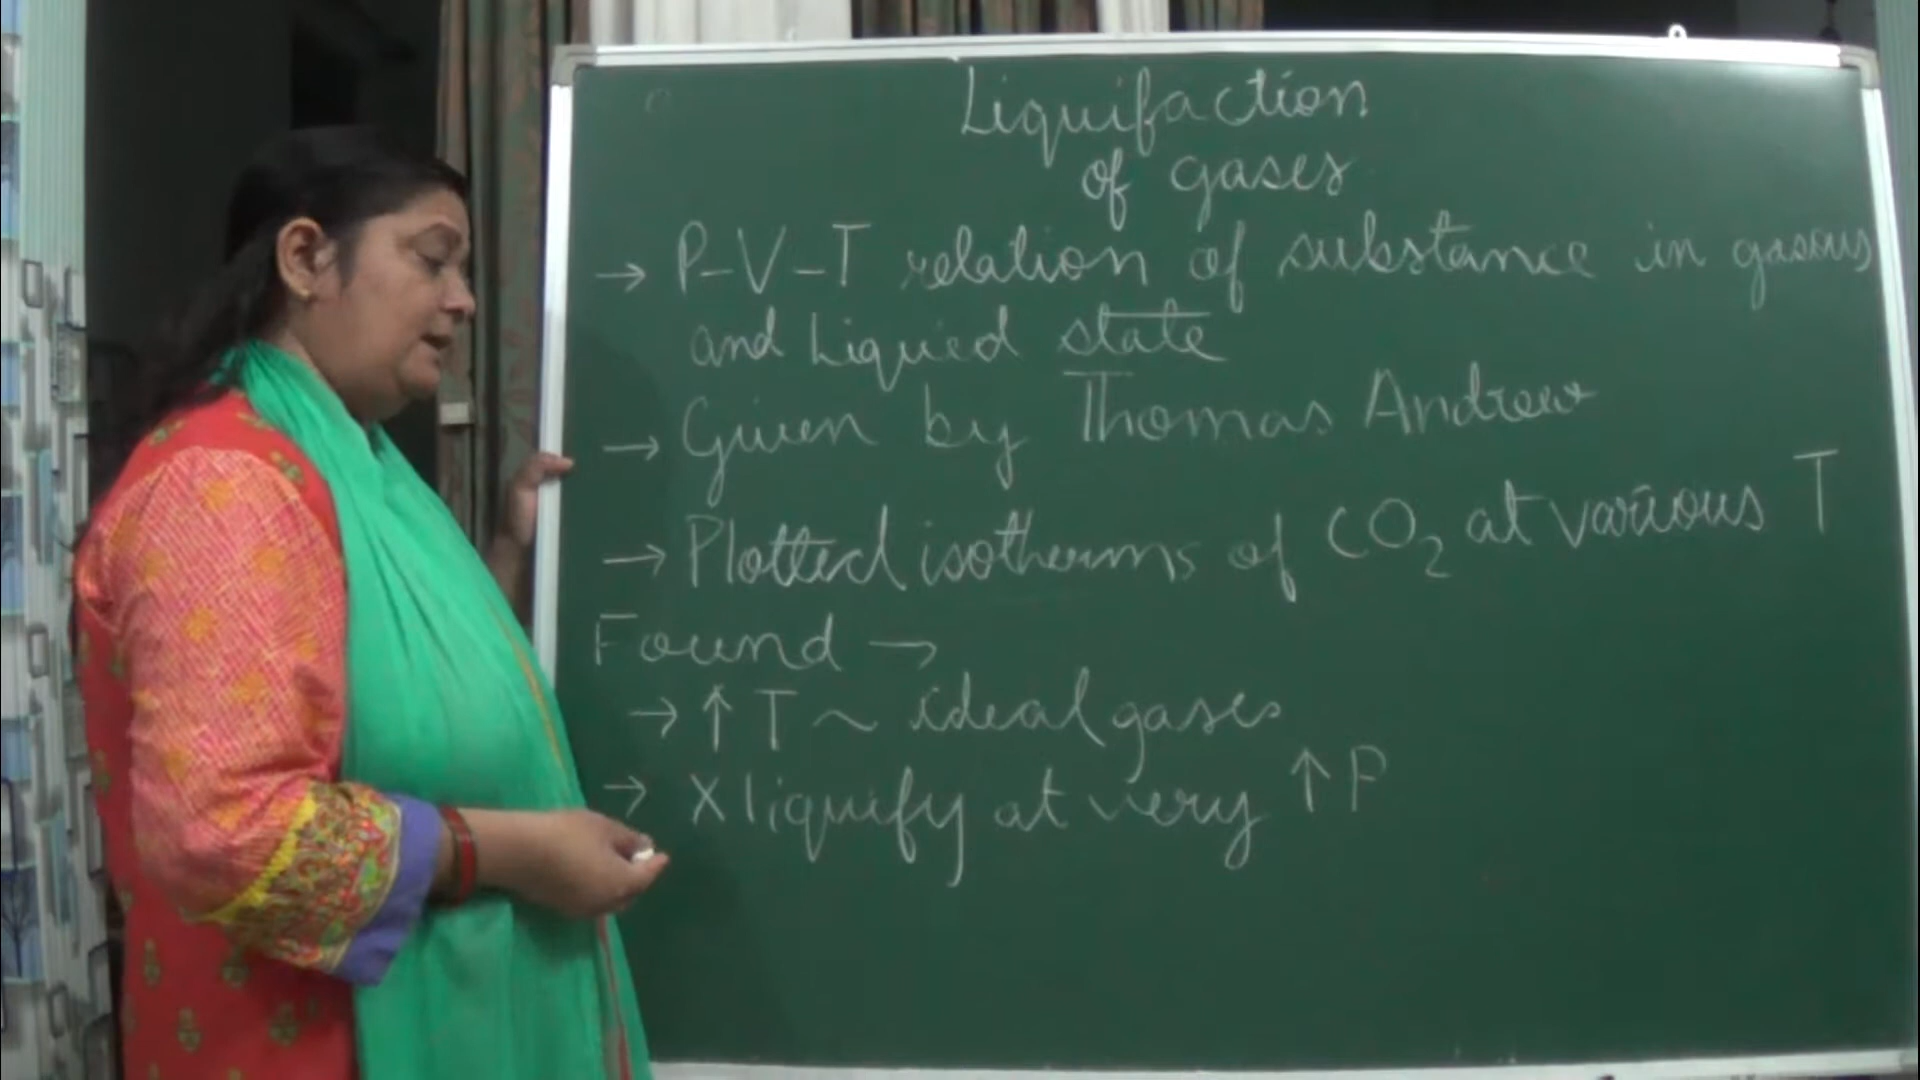 Liquifaction
of gases
→ P-V-T relation of substance in gaseous
and Liquied state
→ Given by Thomas Andrew
→ Plotted isotherms of CO₂ at various T
Found →
→ ↑ T ~ ideal gases
→ X liquify at very ↑ P